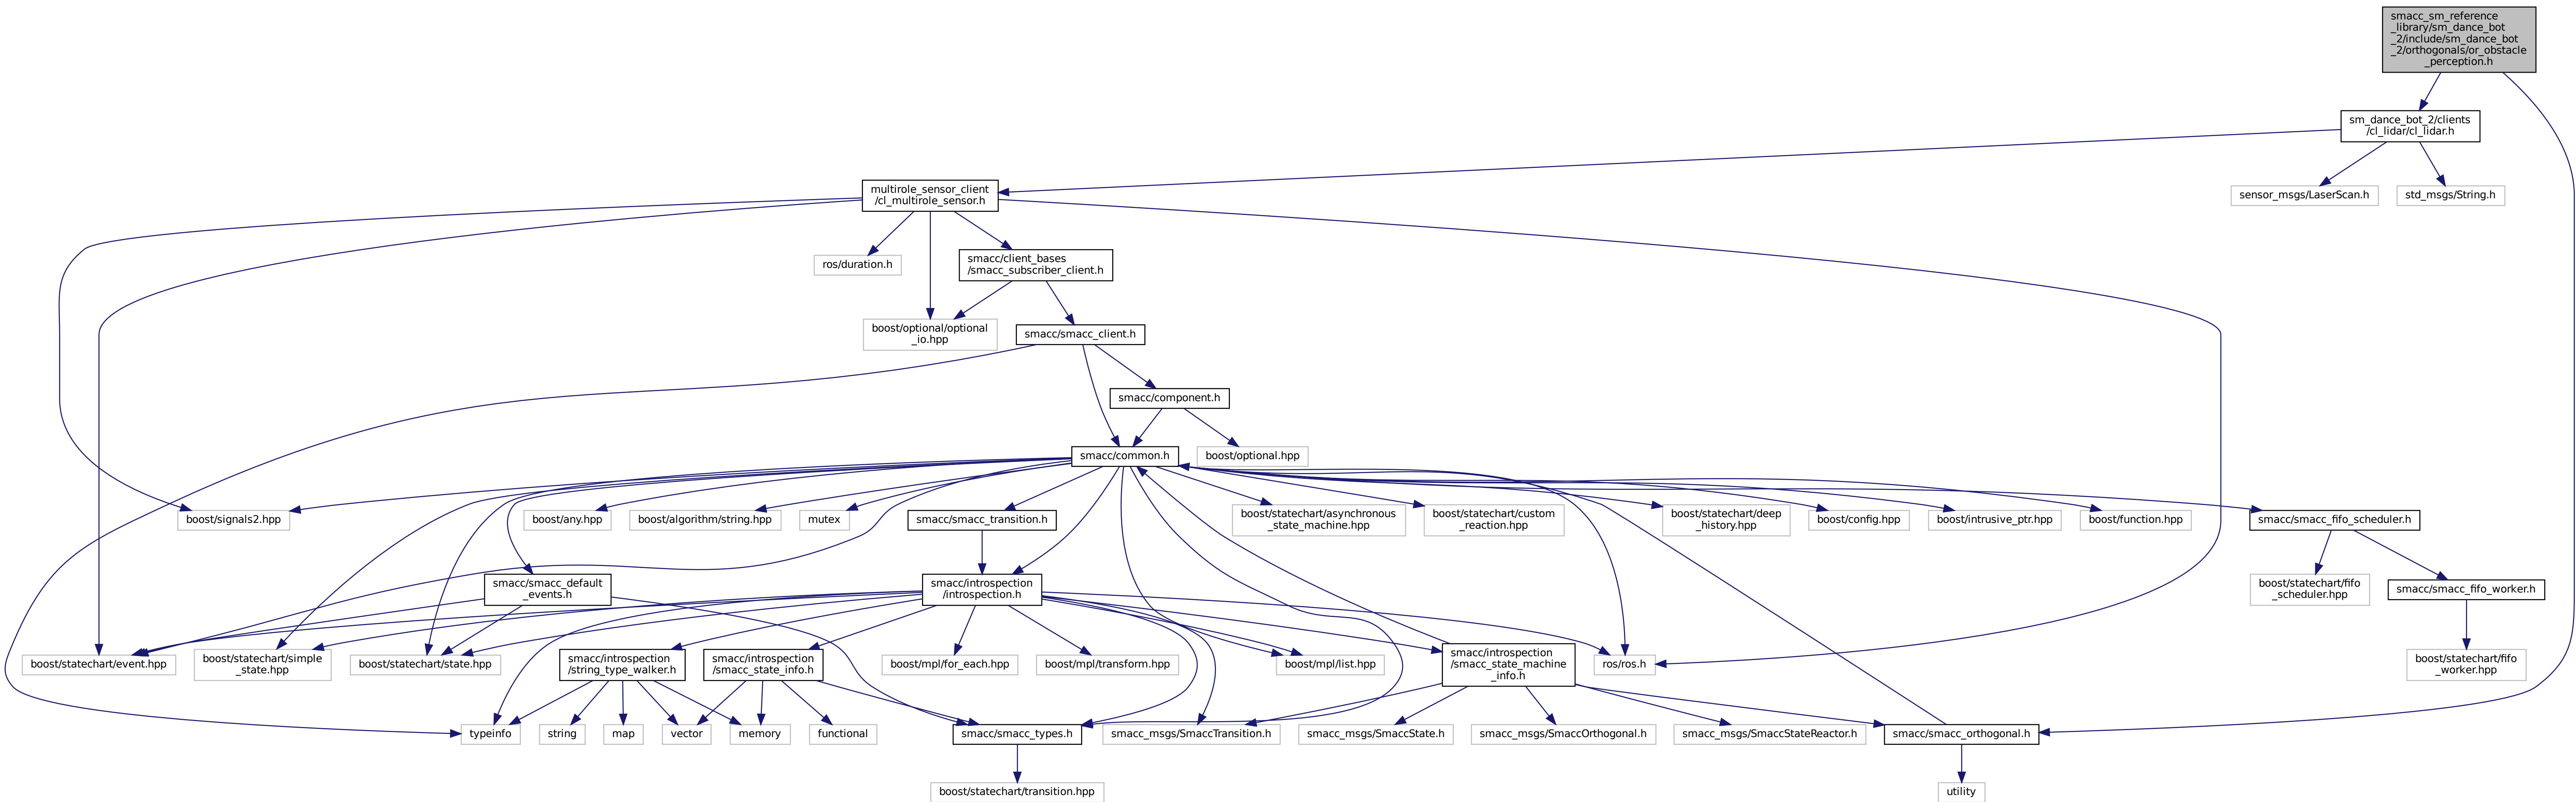 smacc_sm_reference
_library/sm_dance_bot
_2/include/sm_dance_bot
_2/orthogonals/or_obstacle
_perception.h
sm_dance_bot_2/clients
/cl_lidar/cl_lidar.h
multirole_sensor_client
/cl_multirole_sensor.h
sensor_msgs/LaserScan.h
std_msgs/String.h
ros/duration.h
smacc/client_bases
/smacc_subscriber_client.h
boost/optional/optional
_io.hpp
smacc/smacc_client.h
smacc/component.h
smacc/common.h
boost/optional.hpp
boost/signals2.hpp
boost/any.hpp
boost/algorithm/string.hpp
mutex
smacc/smacc_transition.h
boost/statechart/asynchronous
_state_machine.hpp
boost/statechart/custom
_reaction.hpp
boost/statechart/deep
_history.hpp
boost/config.hpp
boost/intrusive_ptr.hpp
boost/function.hpp
smacc/smacc_fifo_scheduler.h
smacc/smacc_default
_events.h
smacc/introspection
/introspection.h
boost/statechart/fifo
_scheduler.hpp
smacc/smacc_fifo_worker.h
boost/statechart/event.hpp
boost/statechart/simple
_state.hpp
boost/statechart/state.hpp
smacc/introspection
/string_type_walker.h
smacc/introspection
/smacc_state_info.h
boost/mpl/for_each.hpp
boost/mpl/transform.hpp
boost/mpl/list.hpp
smacc/introspection
/smacc_state_machine
_info.h
ros/ros.h
boost/statechart/fifo
_worker.hpp
typeinfo
string
map
vector
memory
functional
smacc/smacc_types.h
smacc_msgs/SmaccTransition.h
smacc_msgs/SmaccState.h
smacc_msgs/SmaccOrthogonal.h
smacc_msgs/SmaccStateReactor.h
smacc/smacc_orthogonal.h
boost/statechart/transition.hpp
utility